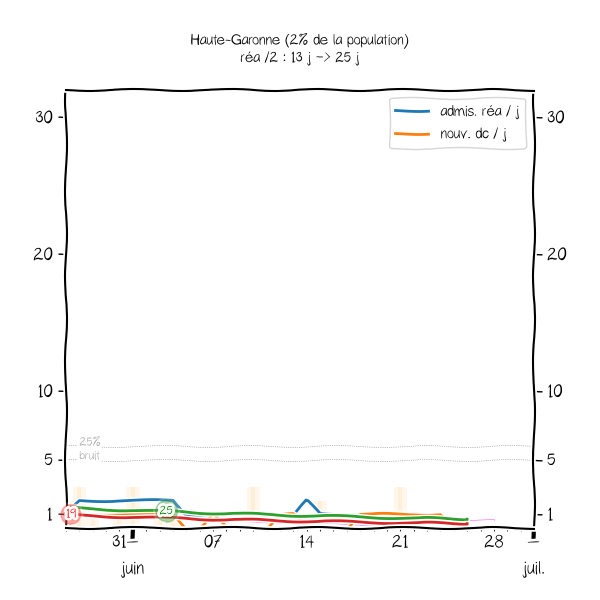 Haute-Garonne (2% de la population)
réa /2 : 13 j -> 25 j
admis. réa / j
nouv. dc / j
30
30
20
20
10
10
25%
5
bruit
5
19
25
1
1
31
07
14
21
28
juin
juil.